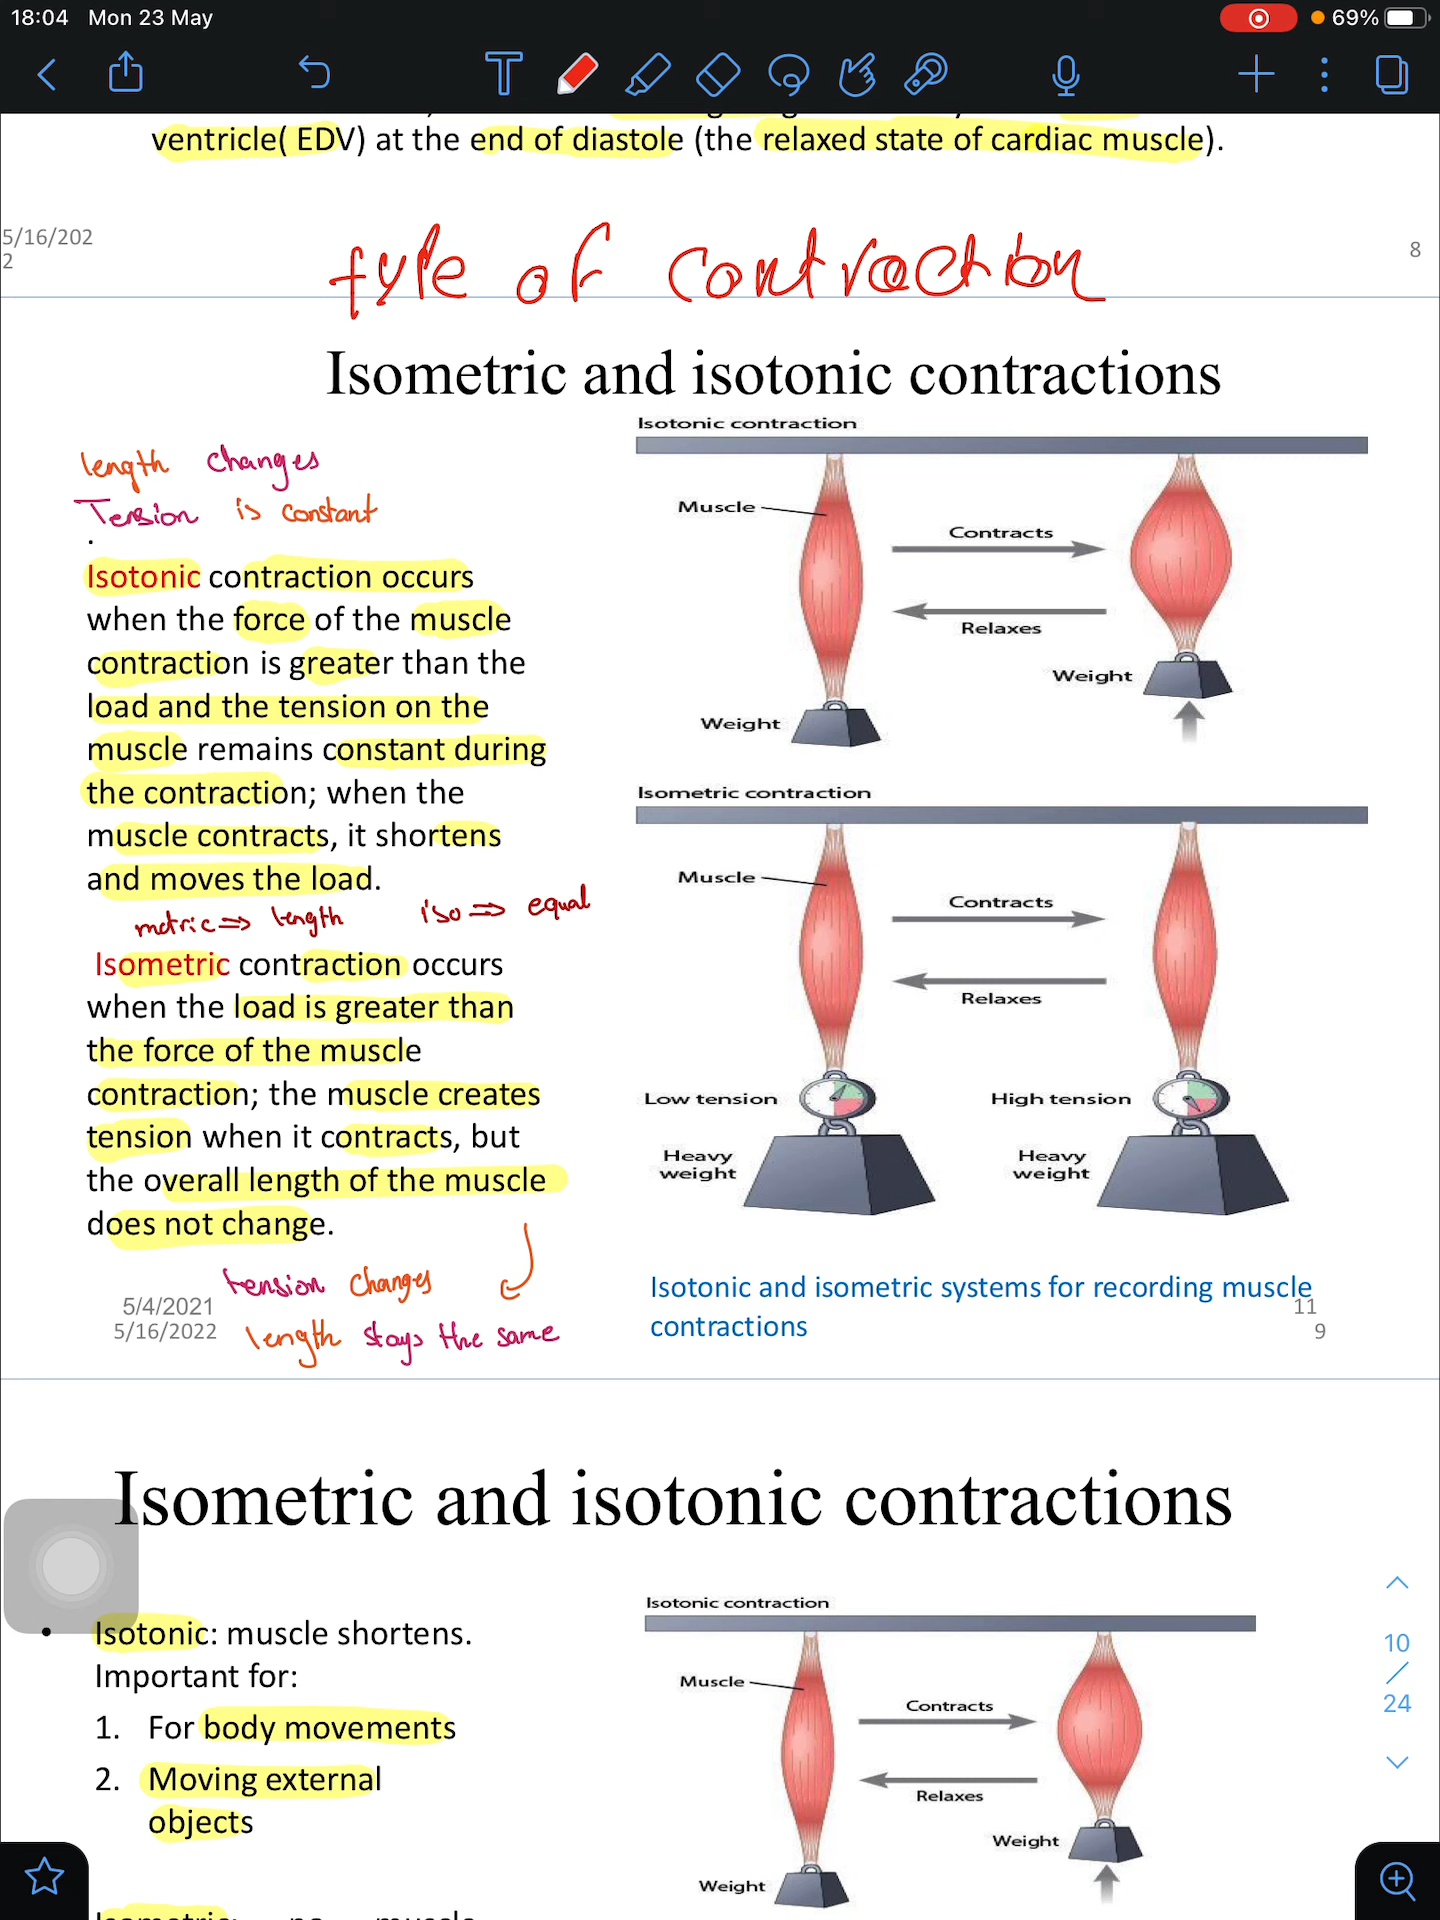 18:04 Mon 23 May
69%
ventricle( EDV) at the end of diastole (the relaxed state of cardiac muscle).
5/16/202
2
8
type of contraction
Isometric and isotonic contractions
length changes
Tension is constant
.
Isotonic contraction occurs
when the force of the muscle
contraction is greater than the
load and the tension on the
muscle remains constant during
the contraction; when the
muscle contracts, it shortens
and moves the load.
metric => length iso => equal
Isometric contraction occurs
when the load is greater than
the force of the muscle
contraction; the muscle creates
tension when it contracts, but
the overall length of the muscle
does not change.
tension changes
length stays the same
5/4/2021
5/16/2022
Isotonic contraction
Muscle
Contracts
Relaxes
Weight
Weight
Isometric contraction
Muscle
Contracts
Relaxes
Low tension
High tension
Heavy
weight
Heavy
weight
Isotonic and isometric systems for recording muscle
contractions
11
9
Isometric and isotonic contractions
• Isotonic: muscle shortens.
Important for:
1. For body movements
2. Moving external
objects
Isotonic contraction
Muscle
Contracts
Relaxes
Weight
Weight
10
/
24